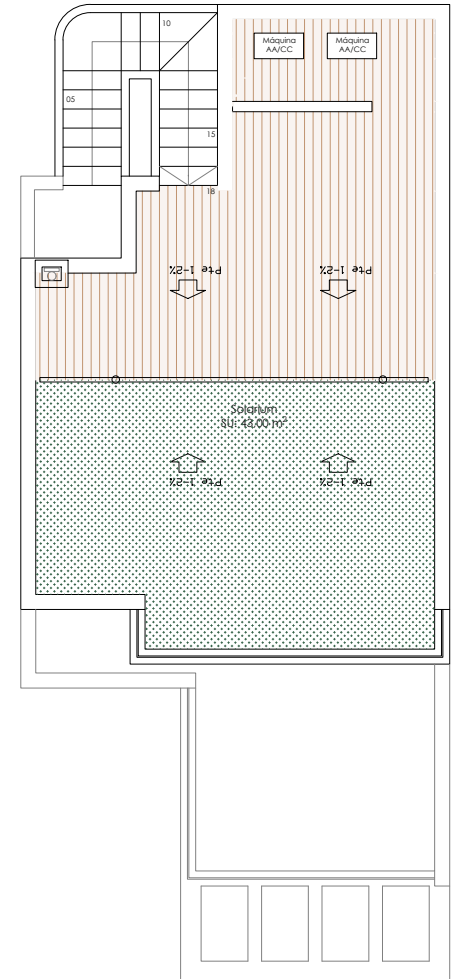 10
Máquina
AA/CC
Máquina
AA/CC
05
15
18
Pte 1-2%
Pte 1-2%
Solarium
SU: 43,00 m²
Pte 1-2%
Pte 1-2%